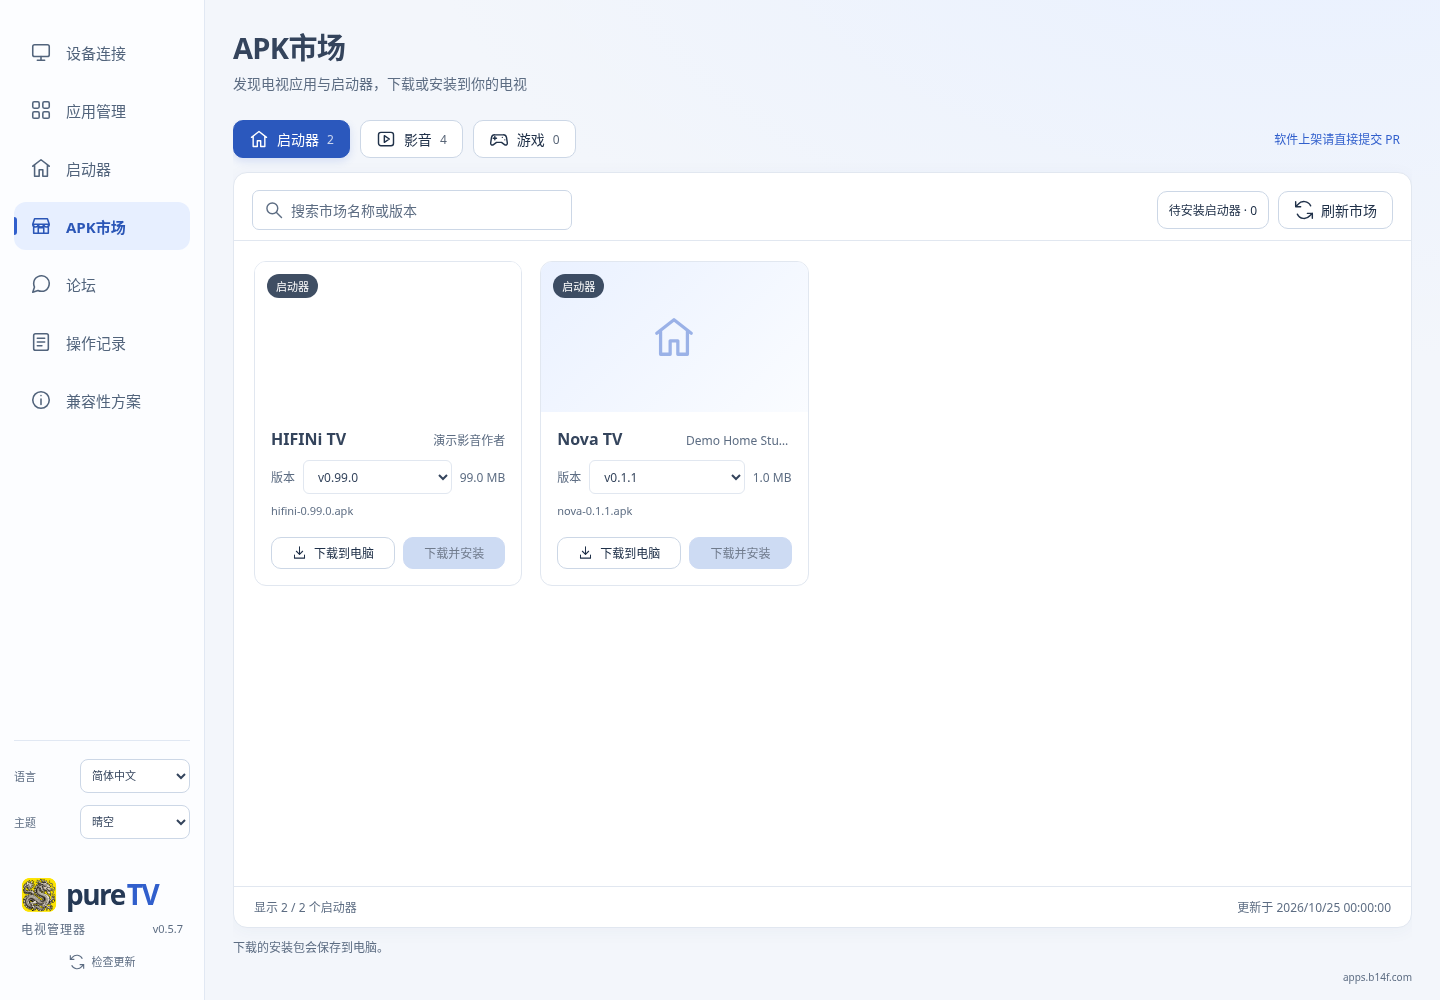 设备连接
应用管理
启动器
APK市场
论坛
操作记录
兼容性方案
语言
简体中文
主题
晴空
pureTV
电视管理器
v0.5.7
检查更新
APK市场
发现电视应用与启动器，下载或安装到你的电视
启动器 2
影音 4
游戏 0
软件上架请直接提交 PR
搜索市场名称或版本
待安装启动器 · 0
刷新市场
启动器
HIFINi TV
演示影音作者
版本
v0.99.0
99.0 MB
hifini-0.99.0.apk
下载到电脑
下载并安装
启动器
Nova TV
Demo Home Stu...
版本
v0.1.1
1.0 MB
nova-0.1.1.apk
下载到电脑
下载并安装
显示 2 / 2 个启动器
更新于 2026/10/25 00:00:00
下载的安装包会保存到电脑。
apps.b14f.com